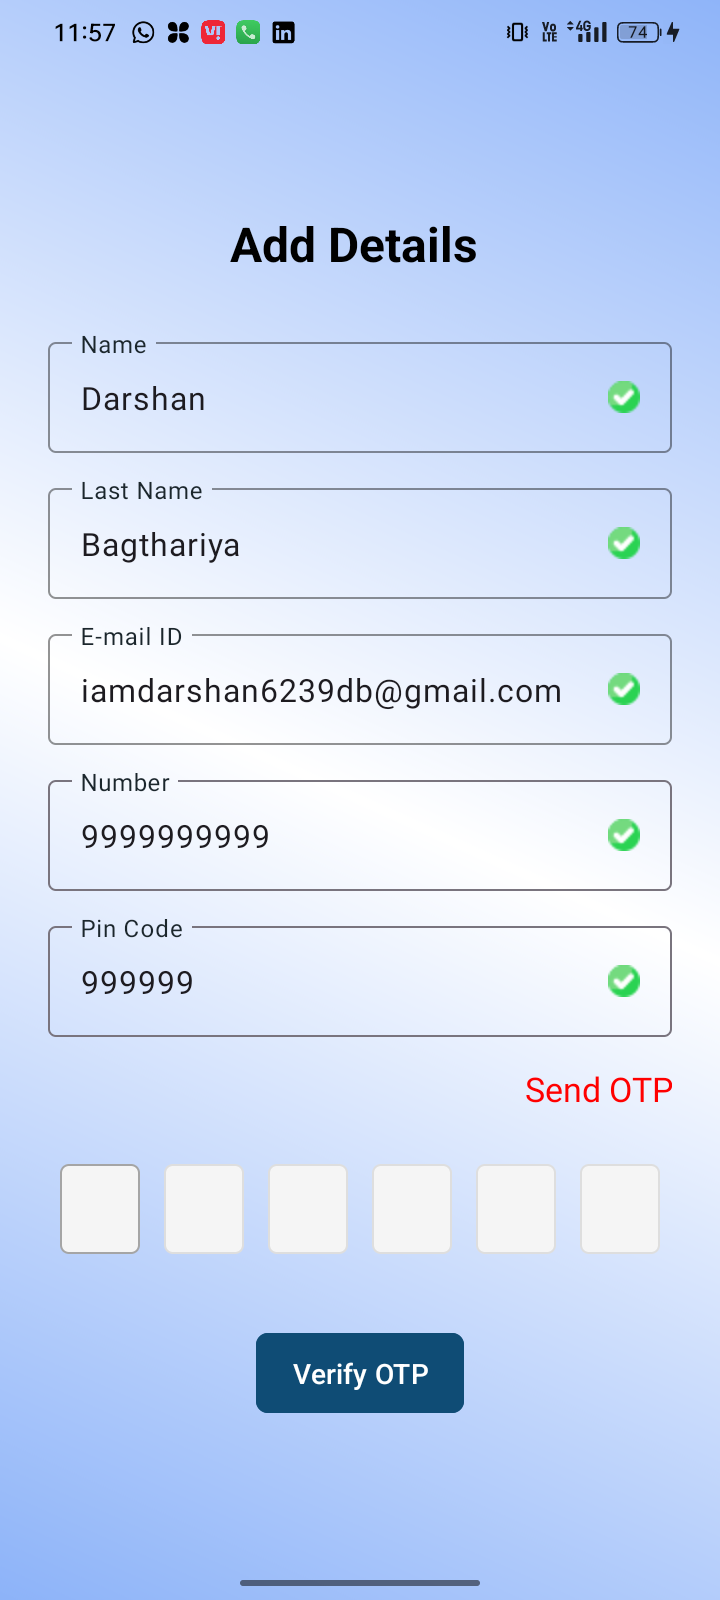 11:57
Vo LTE 4G 74
Add Details
Name
Darshan
Last Name
Bagthariya
E-mail ID
iamdarshan6239db@gmail.com
Number
9999999999
Pin Code
999999
Send OTP
Verify OTP